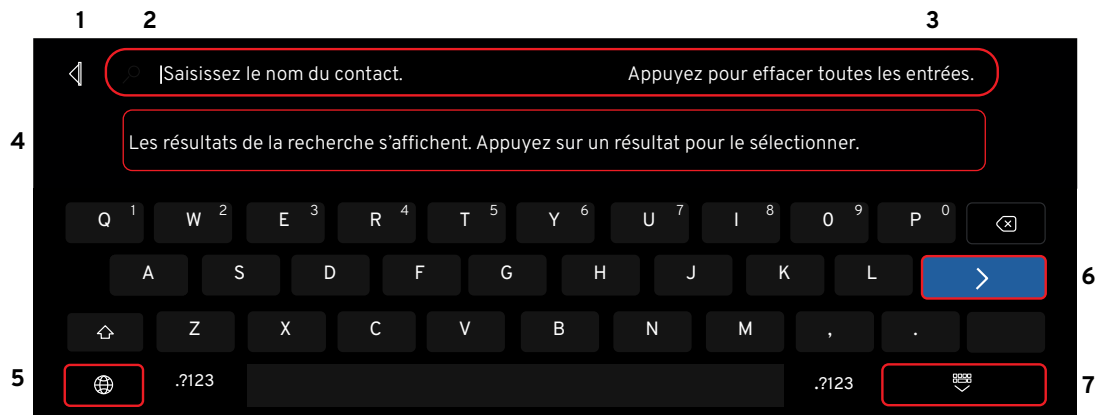 1 2 3
Saisissez le nom du contact. Appuyez pour effacer toutes les entrées.
4 Les résultats de la recherche s'affichent. Appuyez sur un résultat pour le sélectionner.
Q 1 W 2 E 3 R 4 T 5 Y 6 U 7 I 8 0 9 P 0
A S D F G H J K L 6
Z X C V B N M , .
5 .?123 .?123 7